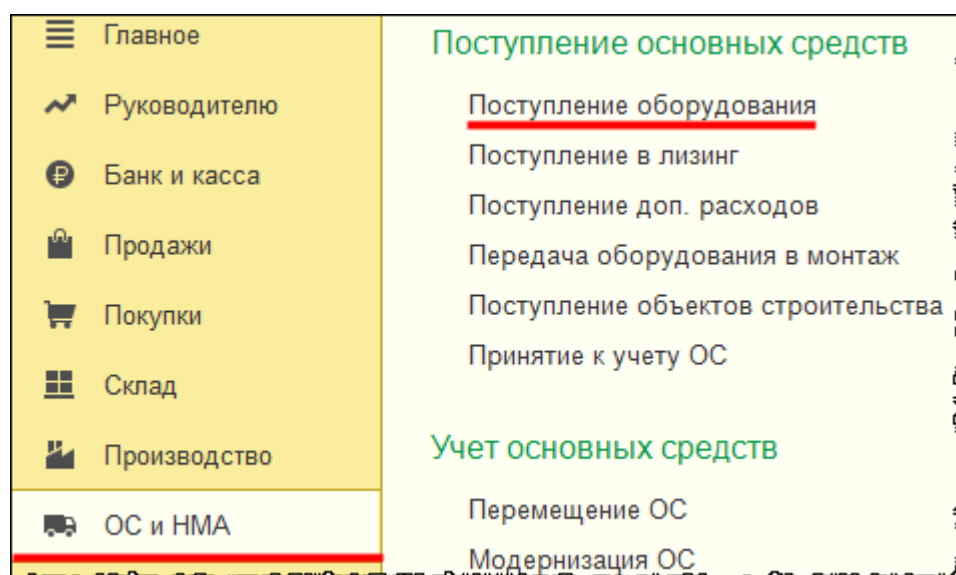 Главное
Руководителю
Банк и касса
Продажи
Покупки
Склад
Производство
ОС и НМА
Поступление основных средств
Поступление оборудования
Поступление в лизинг
Поступление доп. расходов
Передача оборудования в монтаж
Поступление объектов строительства
Принятие к учету ОС
Учет основных средств
Перемещение ОС
Модернизация ОС